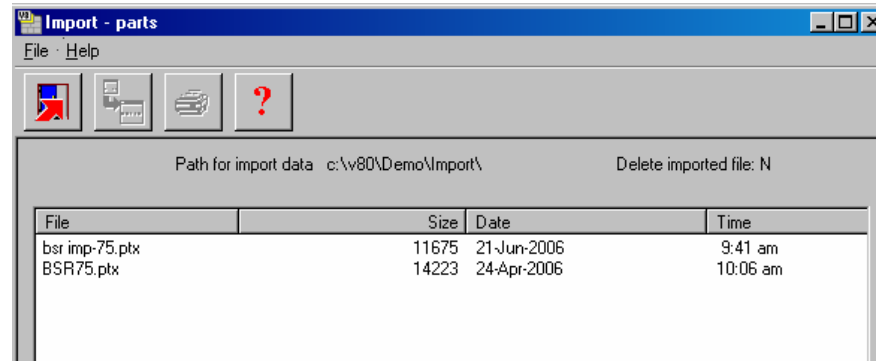 Import - parts
File Help
?
Path for import data c:\v80\Demo\Import\ Delete imported file: N
File Size Date Time
bsr imp-75.ptx 11675 21-Jun-2006 9:41 am
BSR75.ptx 14223 24-Apr-2006 10:06 am